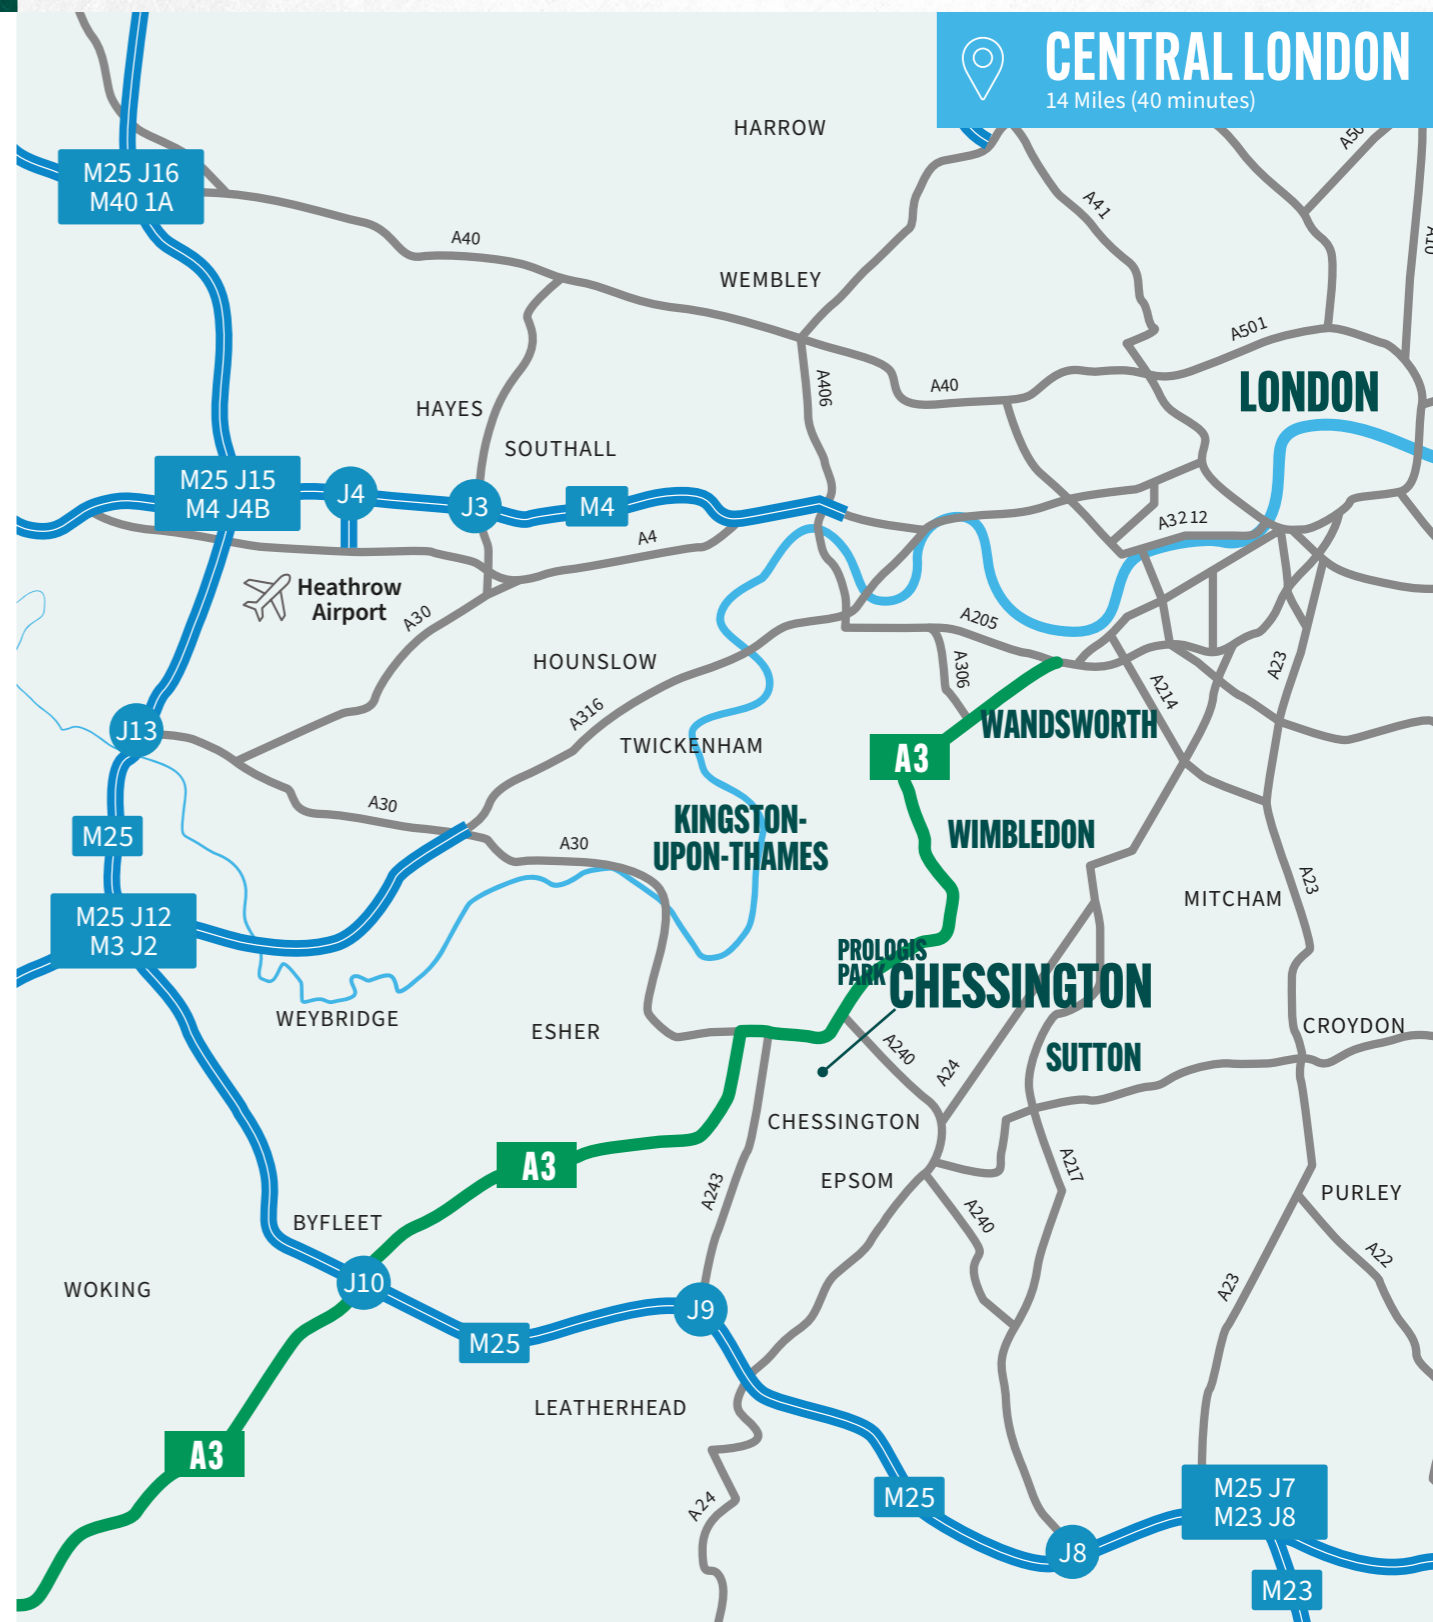 CENTRAL LONDON
14 Miles (40 minutes)
HARROW
M25 J16
M40 1A
A41
A10
A40
WEMBLEY
A501
A406
A40
LONDON
HAYES
SOUTHALL
M25 J15
M4 J4B
J4
J3
M4
A3212
A4
Heathrow
Airport
A30
A205
HOUNSLOW
A306
A23
A214
A316
J13
TWICKENHAM
WANDSWORTH
A3
A30
KINGSTON-
UPON-THAMES
WIMBLEDON
M25
A30
MITCHAM
A23
M25 J12
M3 J2
PROLOGIS
PARK
CHESSINGTON
WEYBRIDGE
ESHER
CROYDON
A240
A24
SUTTON
CHESSINGTON
A3
A217
EPSOM
A243
PURLEY
BYFLEET
A240
A22
J10
WOKING
A23
J9
M25
LEATHERHEAD
A3
M25
A24
M25 J7
M23 J8
J8
M23